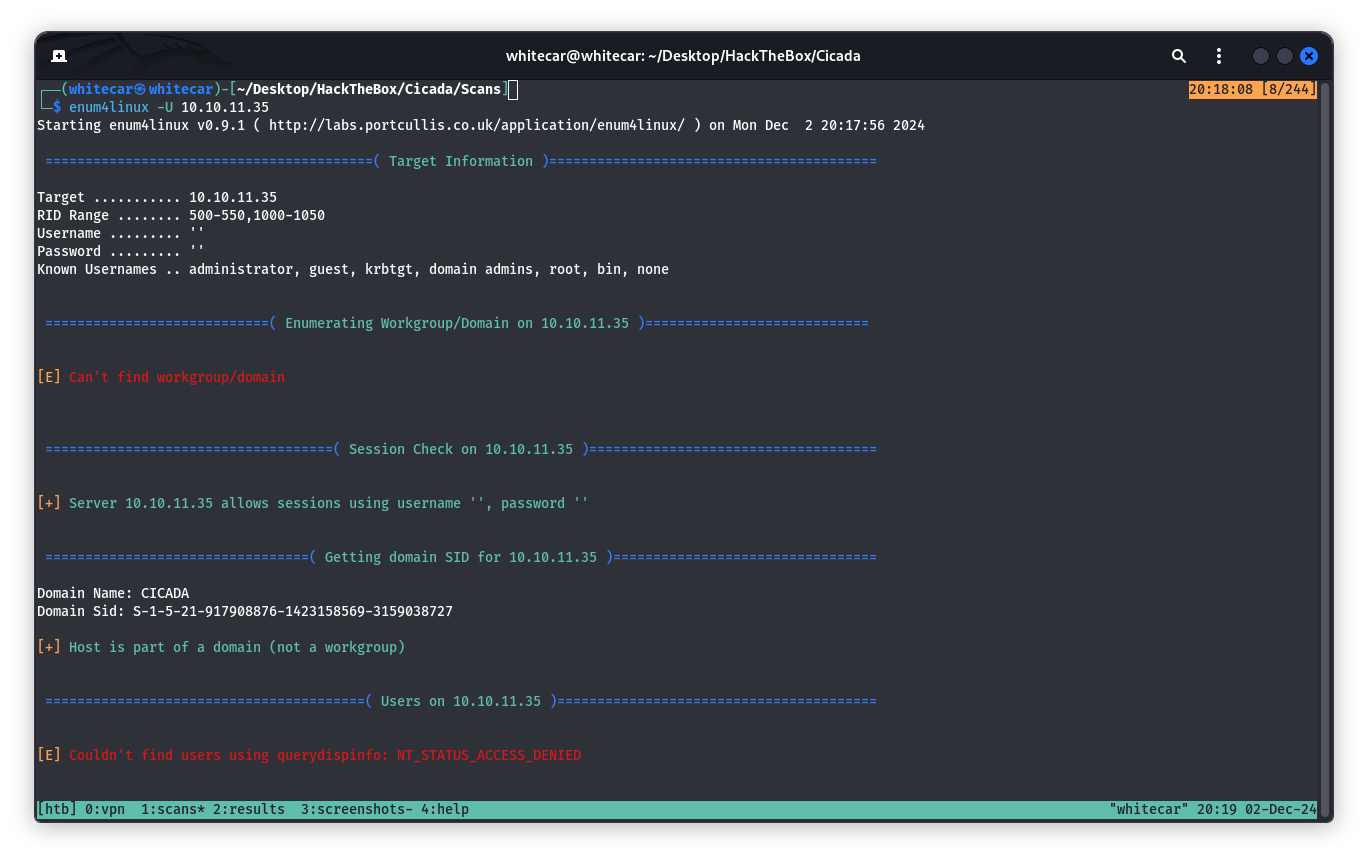 whitecar@whitecar: ~/Desktop/HackTheBox/Cicada
┌──(whitecar㉿whitecar)-[~/Desktop/HackTheBox/Cicada/Scans] 20:18:08 [8/244]
└─$ enum4linux -U 10.10.11.35
Starting enum4linux v0.9.1 ( http://labs.portcullis.co.uk/application/enum4linux/ ) on Mon Dec  2 20:17:56 2024
 =========================================( Target Information )=========================================
Target ........... 10.10.11.35
RID Range ........ 500-550,1000-1050
Username ......... ''
Password ......... ''
Known Usernames .. administrator, guest, krbtgt, domain admins, root, bin, none
 ============================( Enumerating Workgroup/Domain on 10.10.11.35 )============================
[E] Can't find workgroup/domain
 ====================================( Session Check on 10.10.11.35 )====================================
[+] Server 10.10.11.35 allows sessions using username '', password ''
 =================================( Getting domain SID for 10.10.11.35 )=================================
Domain Name: CICADA
Domain Sid: S-1-5-21-917908876-1423158569-3159038727
[+] Host is part of a domain (not a workgroup)
 ========================================( Users on 10.10.11.35 )========================================
[E] Couldn't find users using querydispinfo: NT_STATUS_ACCESS_DENIED
[htb] 0:vpn  1:scans* 2:results  3:screenshots- 4:help "whitecar" 20:19 02-Dec-24